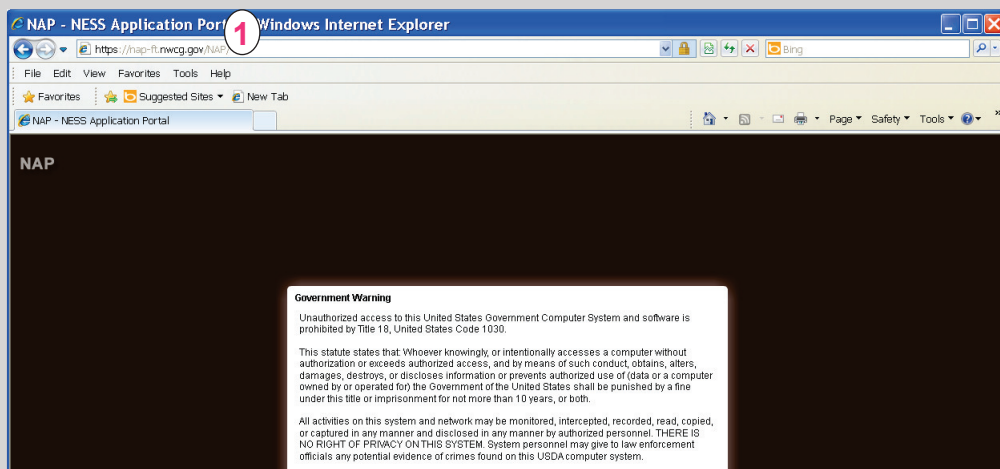 NAP - NESS Application Port Windows Internet Explorer
1
https://nap-ft.nwcg.gov/NAP/
Bing
File Edit View Favorites Tools Help
Favorites Suggested Sites New Tab
NAP - NESS Application Portal
Page Safety Tools
NAP
Government Warning
Unauthorized access to this United States Government Computer System and software is
prohibited by Title 18, United States Code 1030.
This statute states that: Whoever knowingly, or intentionally accesses a computer without
authorization or exceeds authorized access, and by means of such conduct, obtains, alters,
damages, destroys, or discloses information or prevents authorized use of (data or a computer
owned by or operated for) the Government of the United States shall be punished by a fine
under this title or imprisonment for not more than 10 years, or both.
All activities on this system and network may be monitored, intercepted, recorded, read, copied,
or captured in any manner and disclosed in any manner by authorized personnel. THERE IS
NO RIGHT OF PRIVACY ON THIS SYSTEM. System personnel may give to law enforcement
officials any potential evidence of crimes found on this USDA computer system.